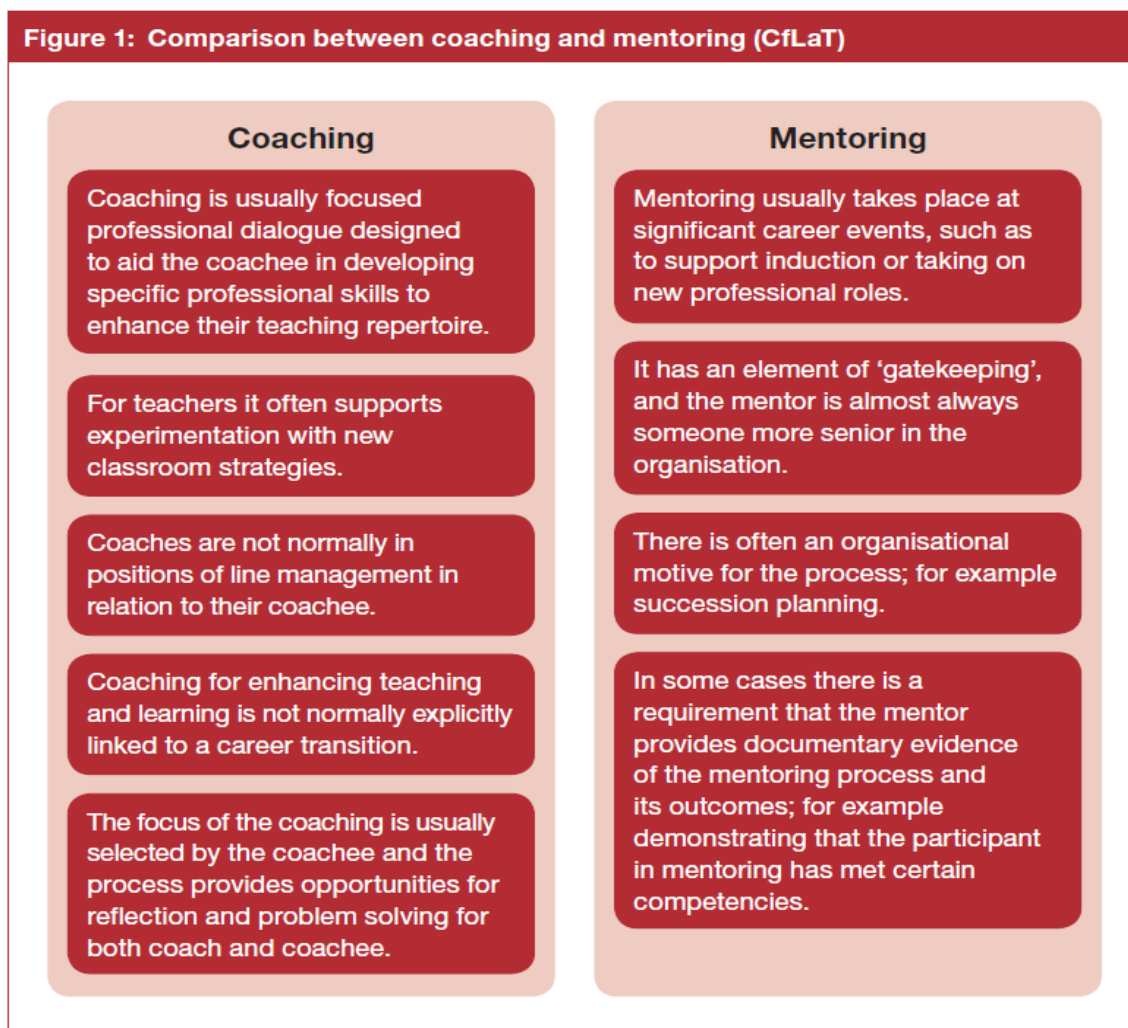 Figure 1: Comparison between coaching and mentoring (CfLaT)
Coaching
Coaching is usually focused
professional dialogue designed
to aid the coachee in developing
specific professional skills to
enhance their teaching repertoire.
For teachers it often supports
experimentation with new
classroom strategies.
Coaches are not normally in
positions of line management in
relation to their coachee.
Coaching for enhancing teaching
and learning is not normally explicitly
linked to a career transition.
The focus of the coaching is usually
selected by the coachee and the
process provides opportunities for
reflection and problem solving for
both coach and coachee.
Mentoring
Mentoring usually takes place at
significant career events, such as
to support induction or taking on
new professional roles.
It has an element of ‘gatekeeping’,
and the mentor is almost always
someone more senior in the
organisation.
There is often an organisational
motive for the process; for example
succession planning.
In some cases there is a
requirement that the mentor
provides documentary evidence
of the mentoring process and
its outcomes; for example
demonstrating that the participant
in mentoring has met certain
competencies.